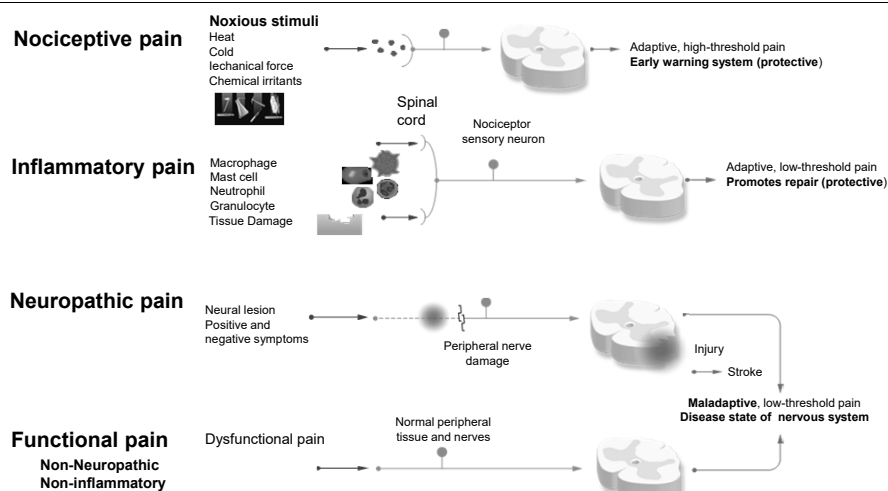 Nociceptive pain
Noxious stimuli
Heat
Cold
Iechanical force
Chemical irritants
Adaptive, high-threshold pain
Early warning system (protective)
Spinal
cord
Nociceptor
sensory neuron
Inflammatory pain
Macrophage
Mast cell
Neutrophil
Granulocyte
Tissue Damage
Adaptive, low-threshold pain
Promotes repair (protective)
Neuropathic pain
Neural lesion
Positive and
negative symptoms
Peripheral nerve
damage
Injury
Stroke
Maladaptive, low-threshold pain
Disease state of nervous system
Functional pain
Non-Neuropathic
Non-inflammatory
Dysfunctional pain
Normal peripheral
tissue and nerves